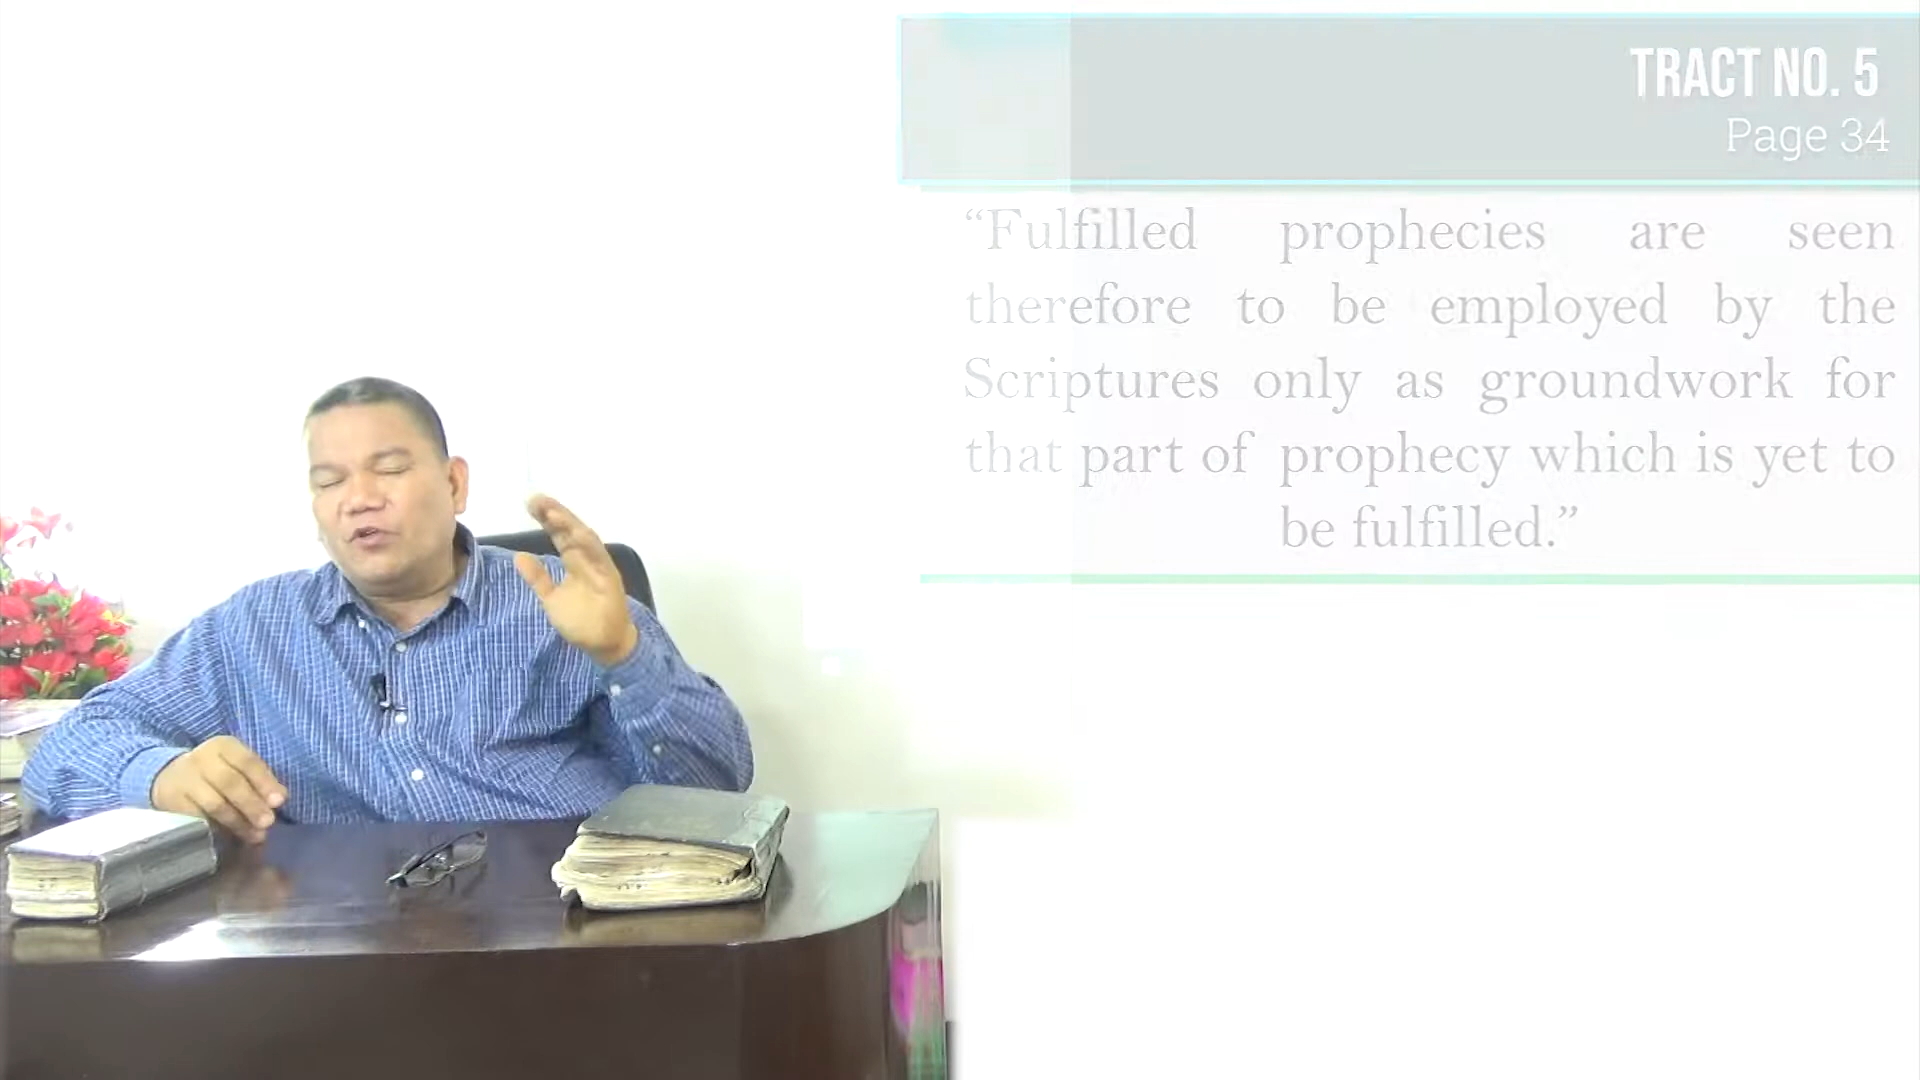 TRACT NO. 5
Page 34
“Fulfilled prophecies are seen
therefore to be employed by the
Scriptures only as groundwork for
that part of prophecy which is yet to
be fulfilled.”